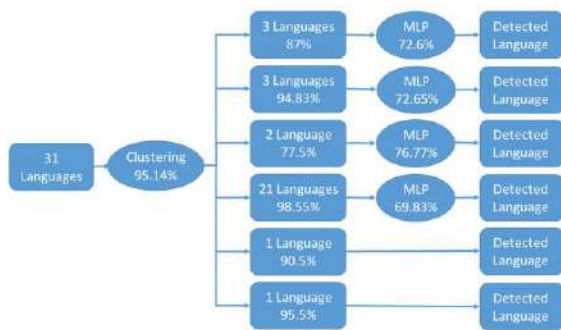 31
Languages
Clustering
95.14%
3 Languages
87%
MLP
72.6%
Detected
Language
3 Languages
94.83%
MLP
72.65%
Detected
Language
2 Language
77.5%
MLP
76.77%
Detected
Language
21 Languages
98.55%
MLP
69.83%
Detected
Language
1 Language
90.5%
Detected
Language
1 Language
95.5%
Detected
Language